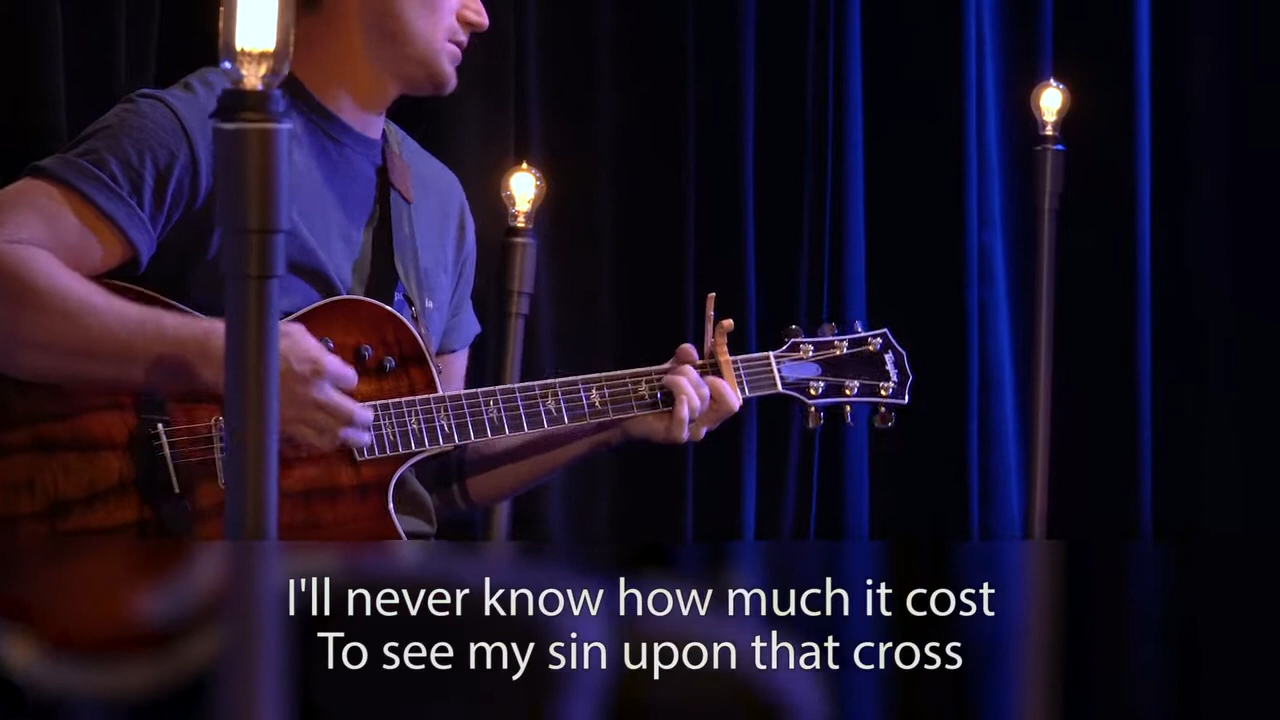 I'll never know how much it cost
To see my sin upon that cross